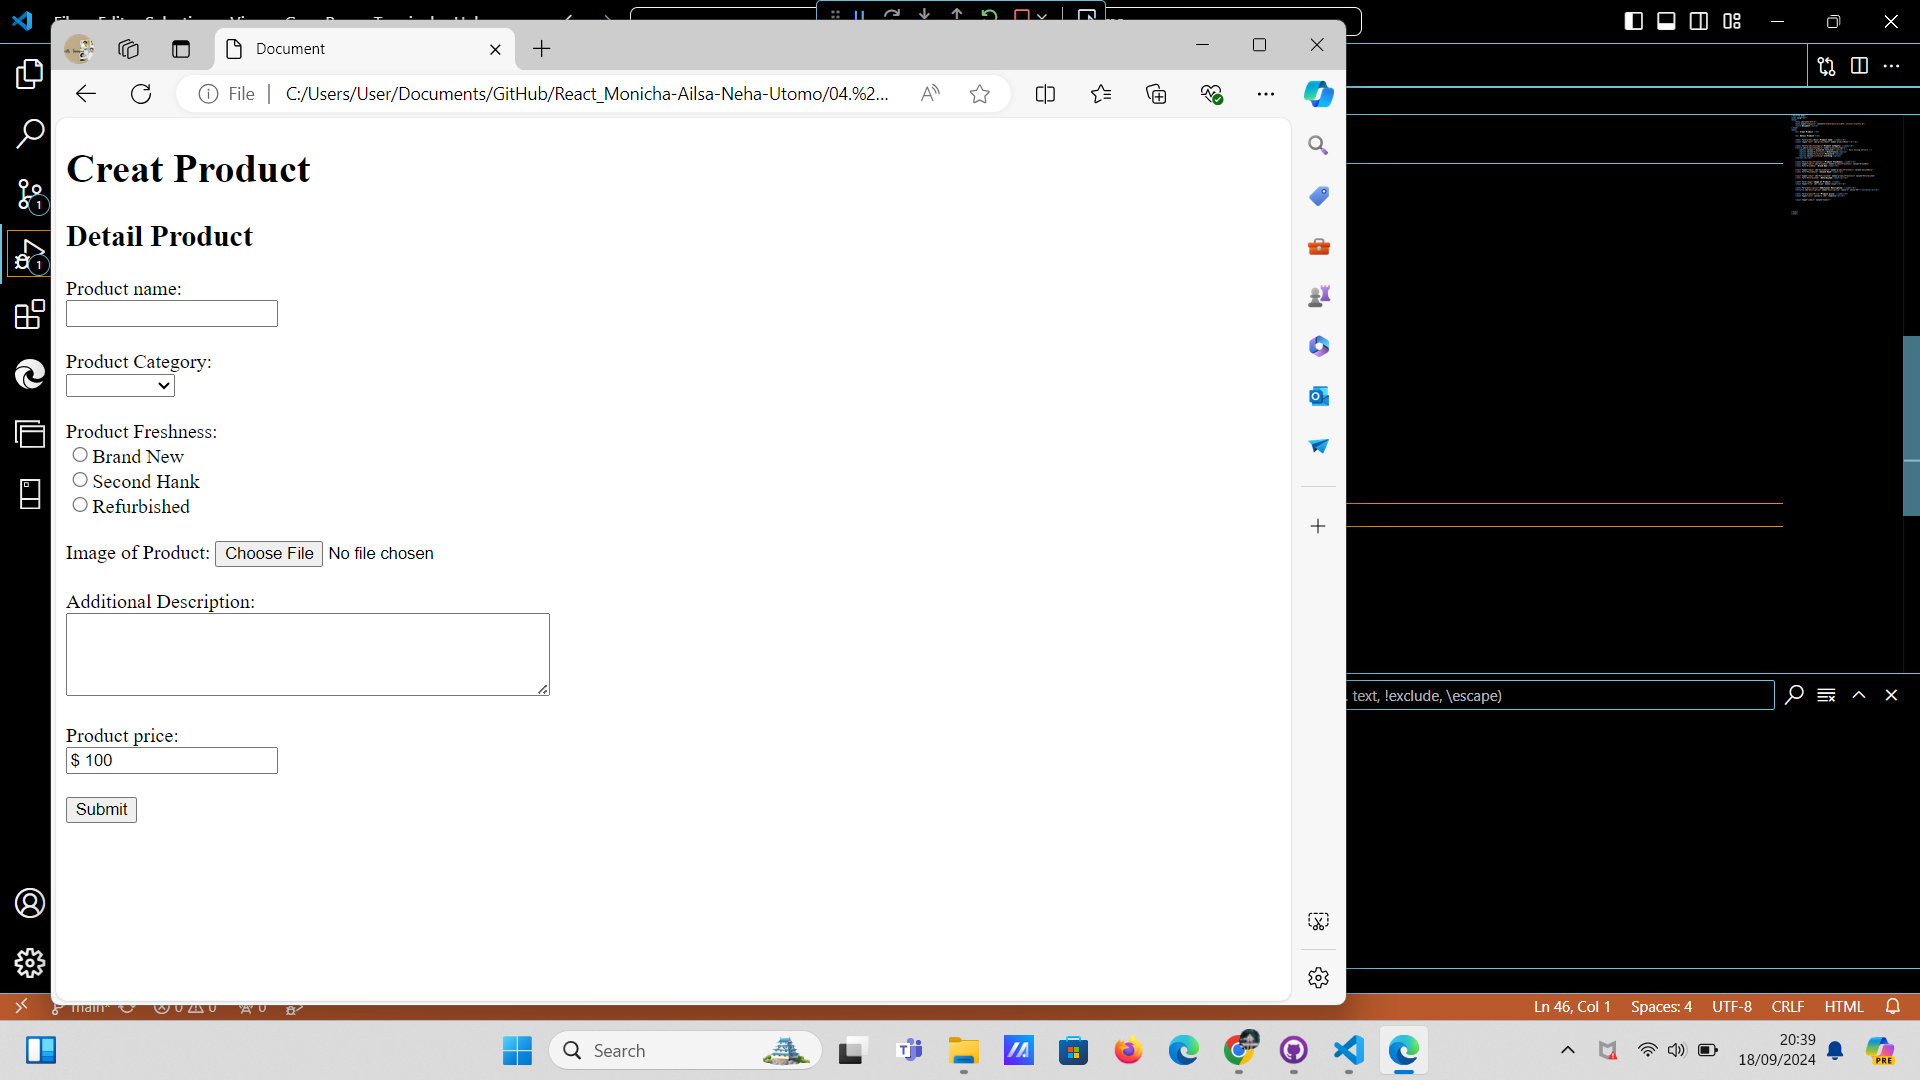 Document
File
C:/Users/User/Documents/GitHub/React_Monicha-Ailsa-Neha-Utomo/04.%2...
Creat Product
Detail Product
Product name:
Product Category:
Product Freshness:
Brand New
Second Hank
Refurbished
Image of Product: Choose File No file chosen
Additional Description:
Product price:
$ 100
Submit
1
1
text, !exclude, \escape)
main* 0 0 0
Ln 46, Col 1 Spaces: 4 UTF-8 CRLF HTML
Search
20:39
18/09/2024
PRE